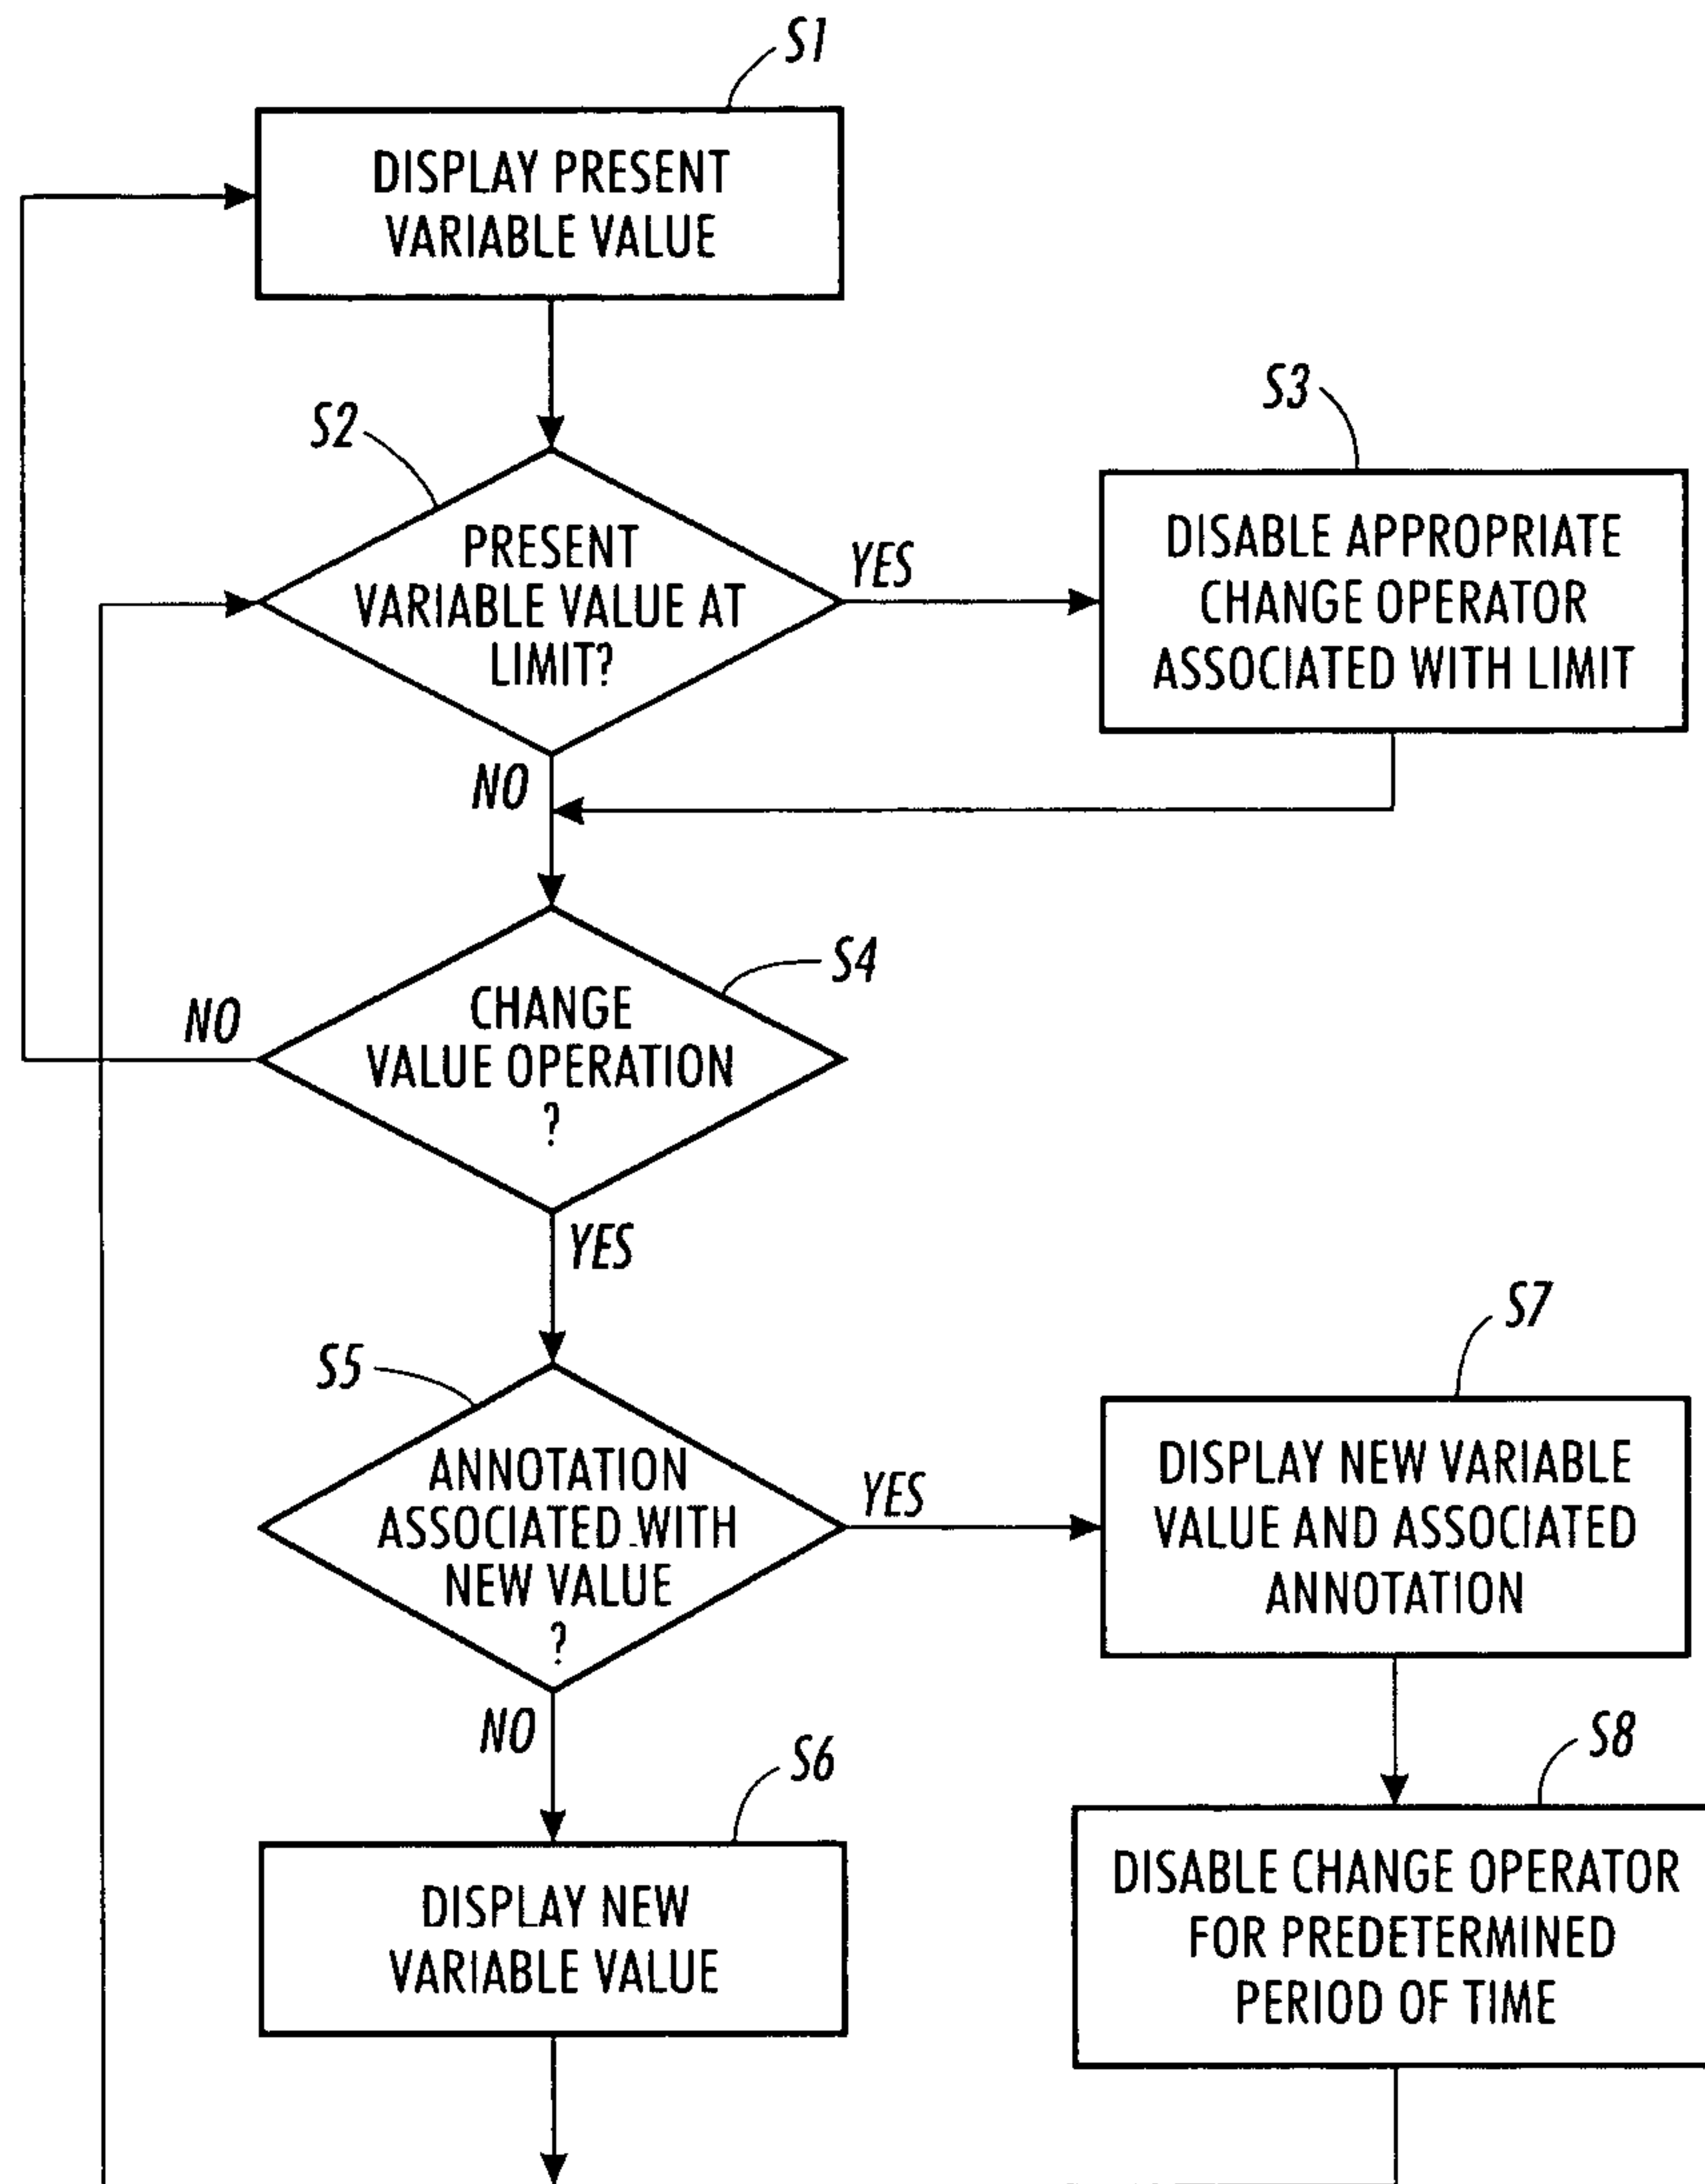 S1
DISPLAY PRESENT
VARIABLE VALUE
S2
PRESENT
VARIABLE VALUE AT
LIMIT?
YES
S3
DISABLE APPROPRIATE
CHANGE OPERATOR
ASSOCIATED WITH LIMIT
NO
S4
CHANGE
VALUE OPERATION
?
NO
YES
S5
ANNOTATION
ASSOCIATED WITH
NEW VALUE
?
YES
S7
DISPLAY NEW VARIABLE
VALUE AND ASSOCIATED
ANNOTATION
NO
S6
DISPLAY NEW
VARIABLE VALUE
S8
DISABLE CHANGE OPERATOR
FOR PREDETERMINED
PERIOD OF TIME